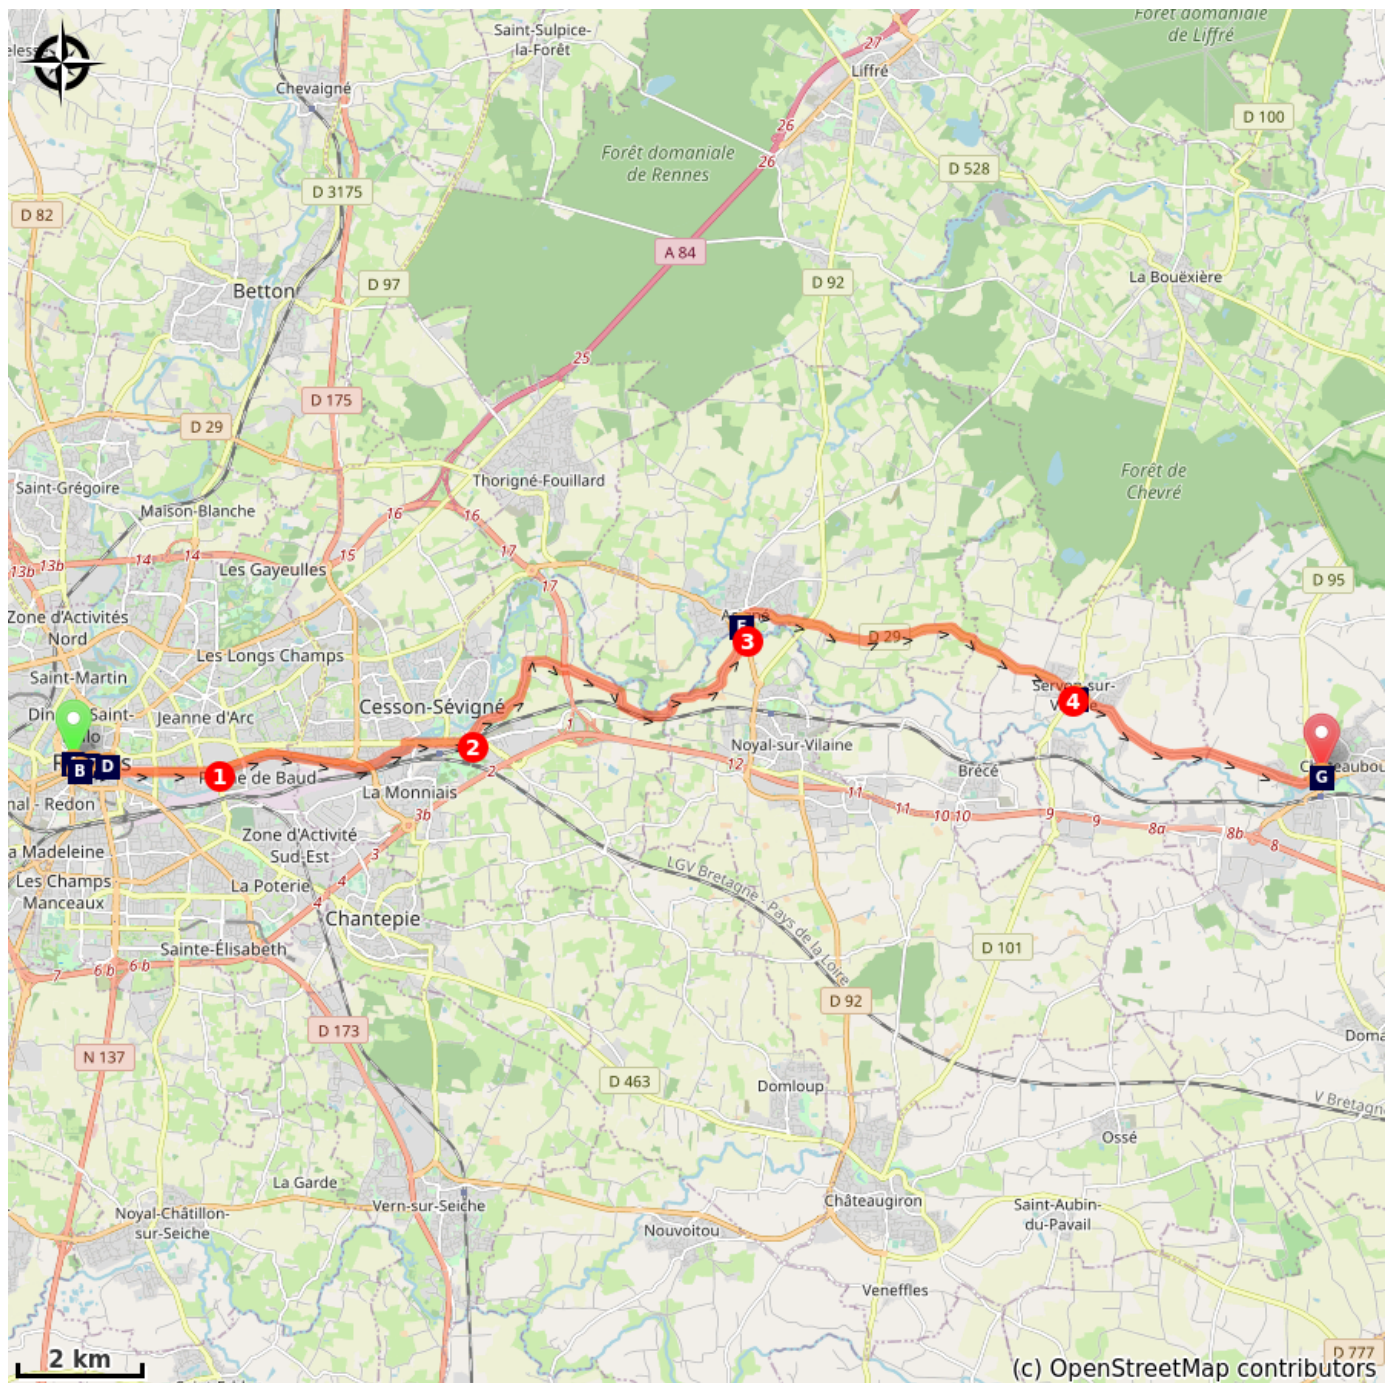 Forêt domaniale
de Liffré
Saint-Sulpice-
la-Forêt
27
Liffré
Chevaigné
D 100
26
Forêt domaniale
de Rennes
26
D 528
D 3175
D 82
A 84
La Bouëxière
D 97
D 92
Betton
25
D 175
D 29
Forêt de
Chevré
Thorigné-Fouillard
Saint-Grégoire
Maison-Blanche
16
16
17
15
14
14
13b
13b
Les Gayeulles
17
D 95
Zone d'Activités
Nord
E
3
D 29
Les Longs Champs
Saint-Martin
Servon-sur-
4
Cesson-Sévigné
Jeanne d'Arc
1
2
Noyal-sur-Vilaine
B
D
1
de Baud
2
12
Brécé
G
La Monniais
11
11
10
10
9
9
8a
8b
8
3b
Zone d'Activité
Sud-Est
3
LGV Bretagne - Pays de la Loire
Les Champs
Manceaux
La Poterie
4
4
Chantepie
Sainte-Élisabeth
D 101
7
6 b
6 b
D 92
D 173
N 137
D 463
Domloup
Ossé
La Garde
Noyal-Châtillon-
sur-Seiche
Vern-sur-Seiche
Châteaugiron
Saint-Aubin-
du-Pavail
Nouvoitou
Veneffles
D 777
2 km
(c) OpenStreetMap contributors